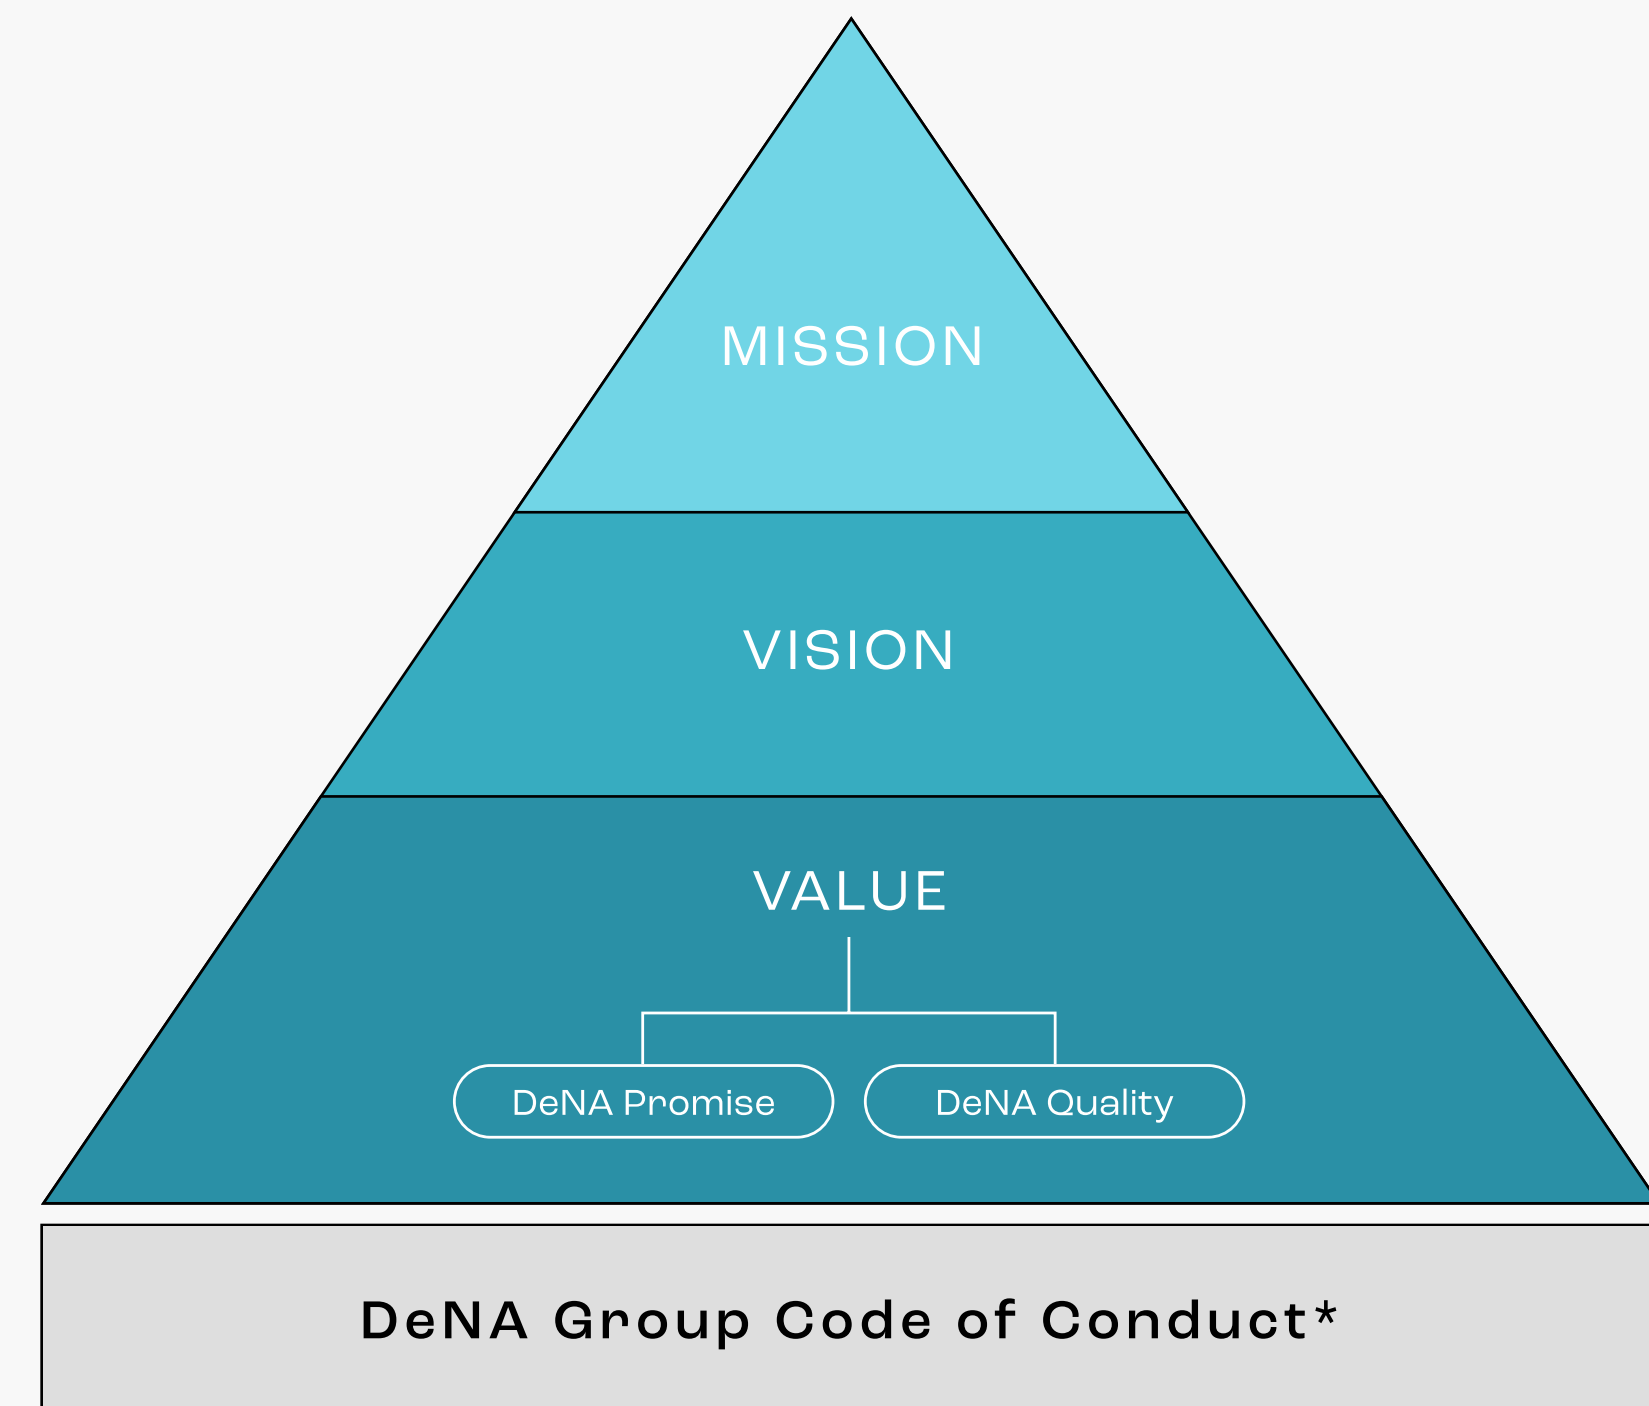 MISSION
VISION
VALUE
DeNA Promise
DeNA Quality
DeNA Group Code of Conduct*